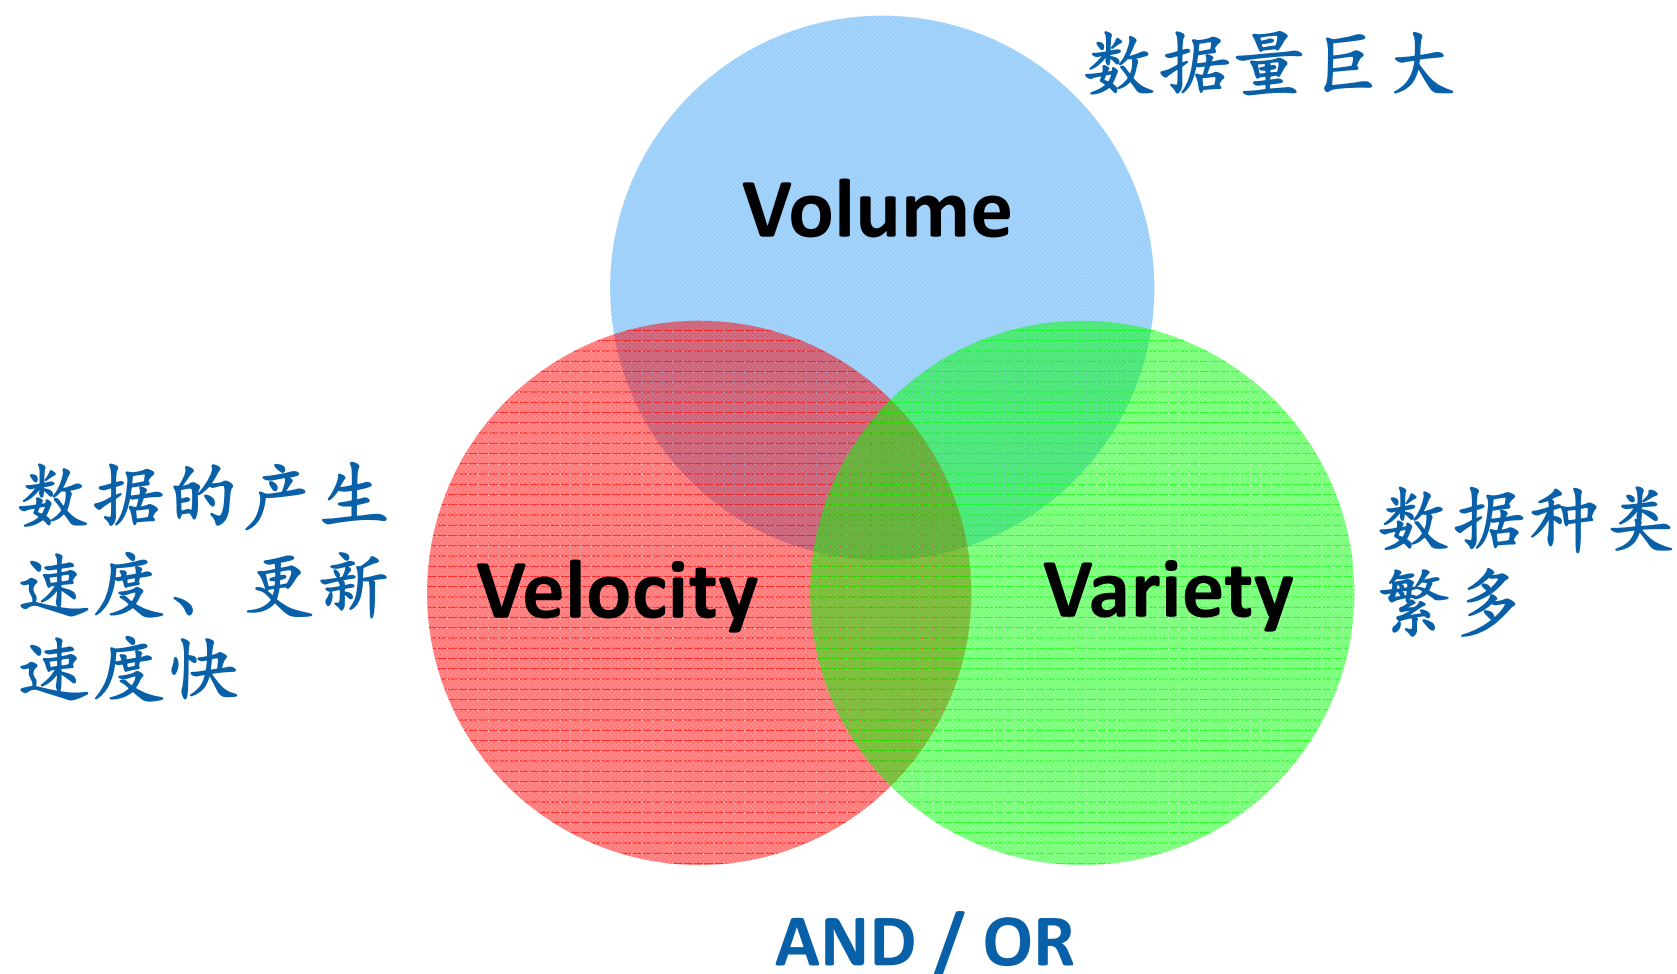 数据量巨大
Volume
数据的产生
速度、更新
速度快
Velocity
Variety
数据种类
繁多
AND / OR